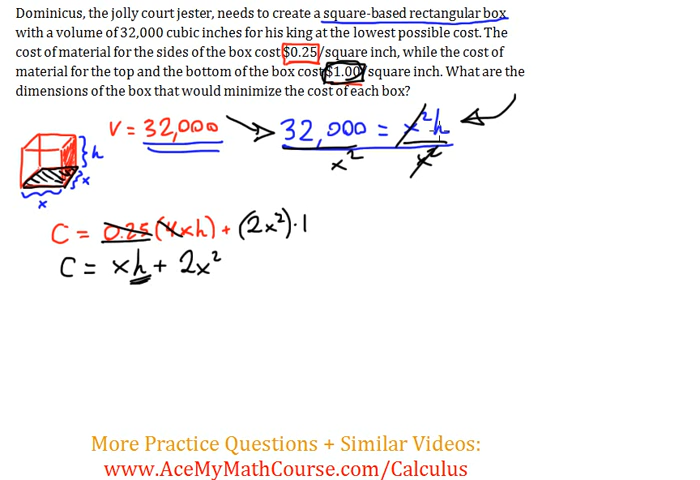 Dominicus, the jolly court jester, needs to create a square-based rectangular box
with a volume of 32,000 cubic inches for his king at the lowest possible cost. The
cost of material for the sides of the box cost $0.25/square inch, while the cost of
material for the top and the bottom of the box cost $1.00/square inch. What are the
dimensions of the box that would minimize the cost of each box?
V = 32,000
32,000 = x²h
x² x²
h
x
x
C = 0.25(4xh) + (2x²)·1
C = xh + 2x²
More Practice Questions + Similar Videos:
www.AceMyMathCourse.com/Calculus